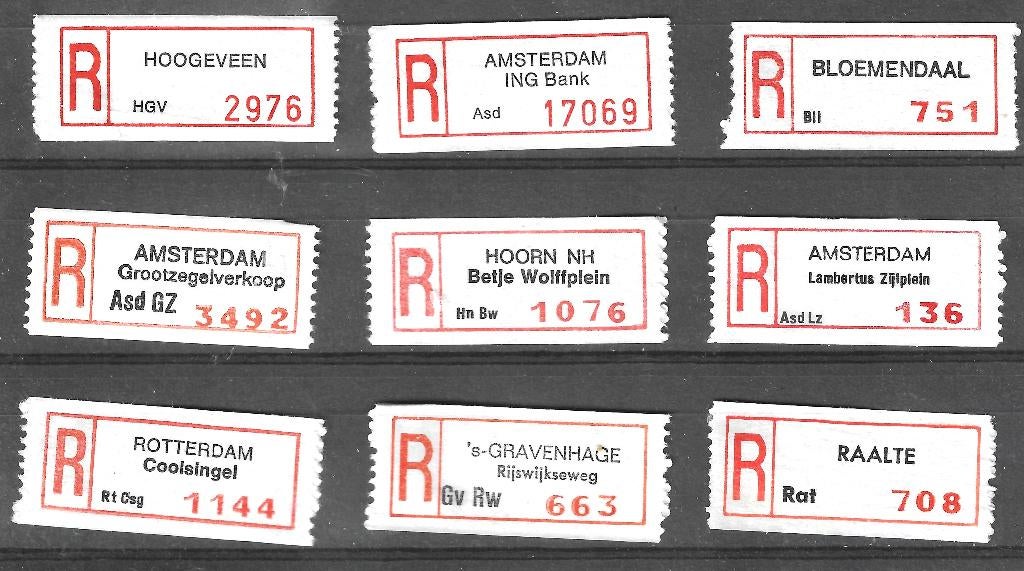 R
HOOGEVEEN
HGV 2976
R
AMSTERDAM
ING Bank
Asd 17069
R
BLOEMENDAAL
Bll 751
R
AMSTERDAM
Grootzegelverkoop
Asd GZ 3492
R
HOORN NH
Betje Wolffplein
Hn Bw 1076
R
AMSTERDAM
Lambertus Zijlplein
Asd Lz 136
R
ROTTERDAM
Coolsingel
Rt Csg 1144
R
's-GRAVENHAGE
Rijswijkseweg
Gv Rw 663
R
RAALTE
Rat 708